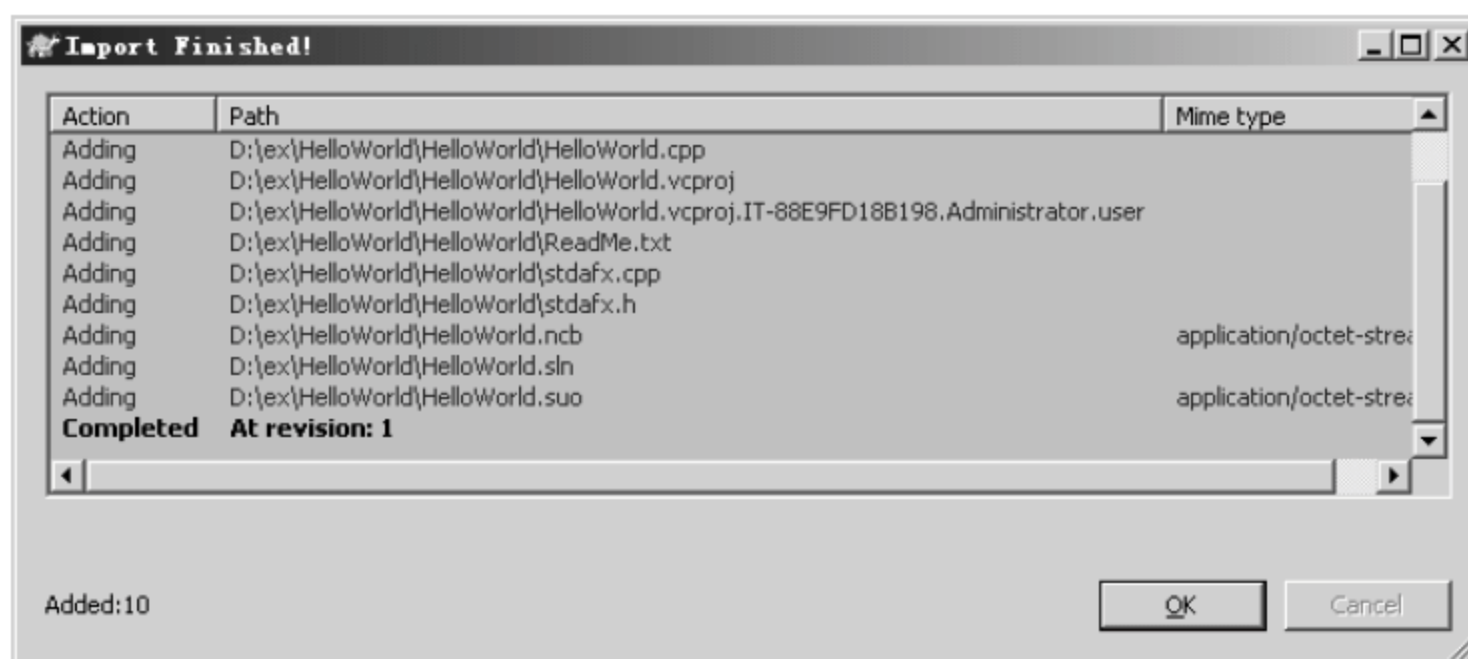 Import Finished!
Action Path Mime type
Adding D:\ex\HelloWorld\HelloWorld\HelloWorld.cpp
Adding D:\ex\HelloWorld\HelloWorld\HelloWorld.vcproj
Adding D:\ex\HelloWorld\HelloWorld\HelloWorld.vcproj.IT-88E9FD18B198.Administrator.user
Adding D:\ex\HelloWorld\HelloWorld\ReadMe.txt
Adding D:\ex\HelloWorld\HelloWorld\stdafx.cpp
Adding D:\ex\HelloWorld\HelloWorld\stdafx.h
Adding D:\ex\HelloWorld\HelloWorld.ncb application/octet-strea
Adding D:\ex\HelloWorld\HelloWorld.sln
Adding D:\ex\HelloWorld\HelloWorld.suo application/octet-strea
Completed At revision: 1
Added:10 OK Cancel